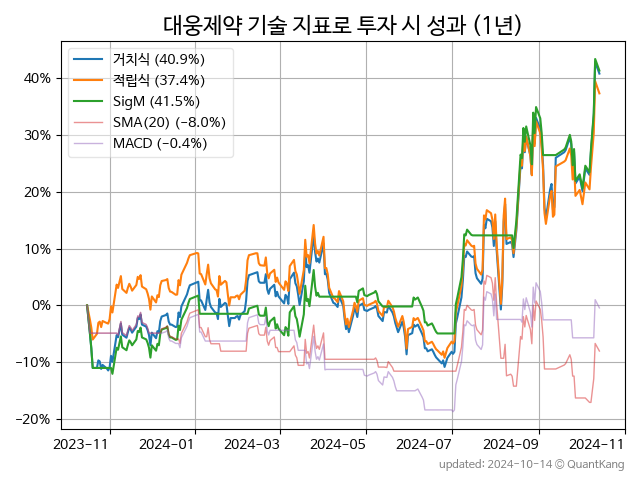 대웅제약 기술 지표로 투자 시 성과 (1년)
거치식 (40.9%)
적립식 (37.4%)
SigM (41.5%)
SMA(20) (−8.0%)
MACD (−0.4%)
40%
30%
20%
10%
0%
−10%
−20%
2023-11 2024-01 2024-03 2024-05 2024-07 2024-09 2024-11
updated: 2024-10-14 © QuantKang